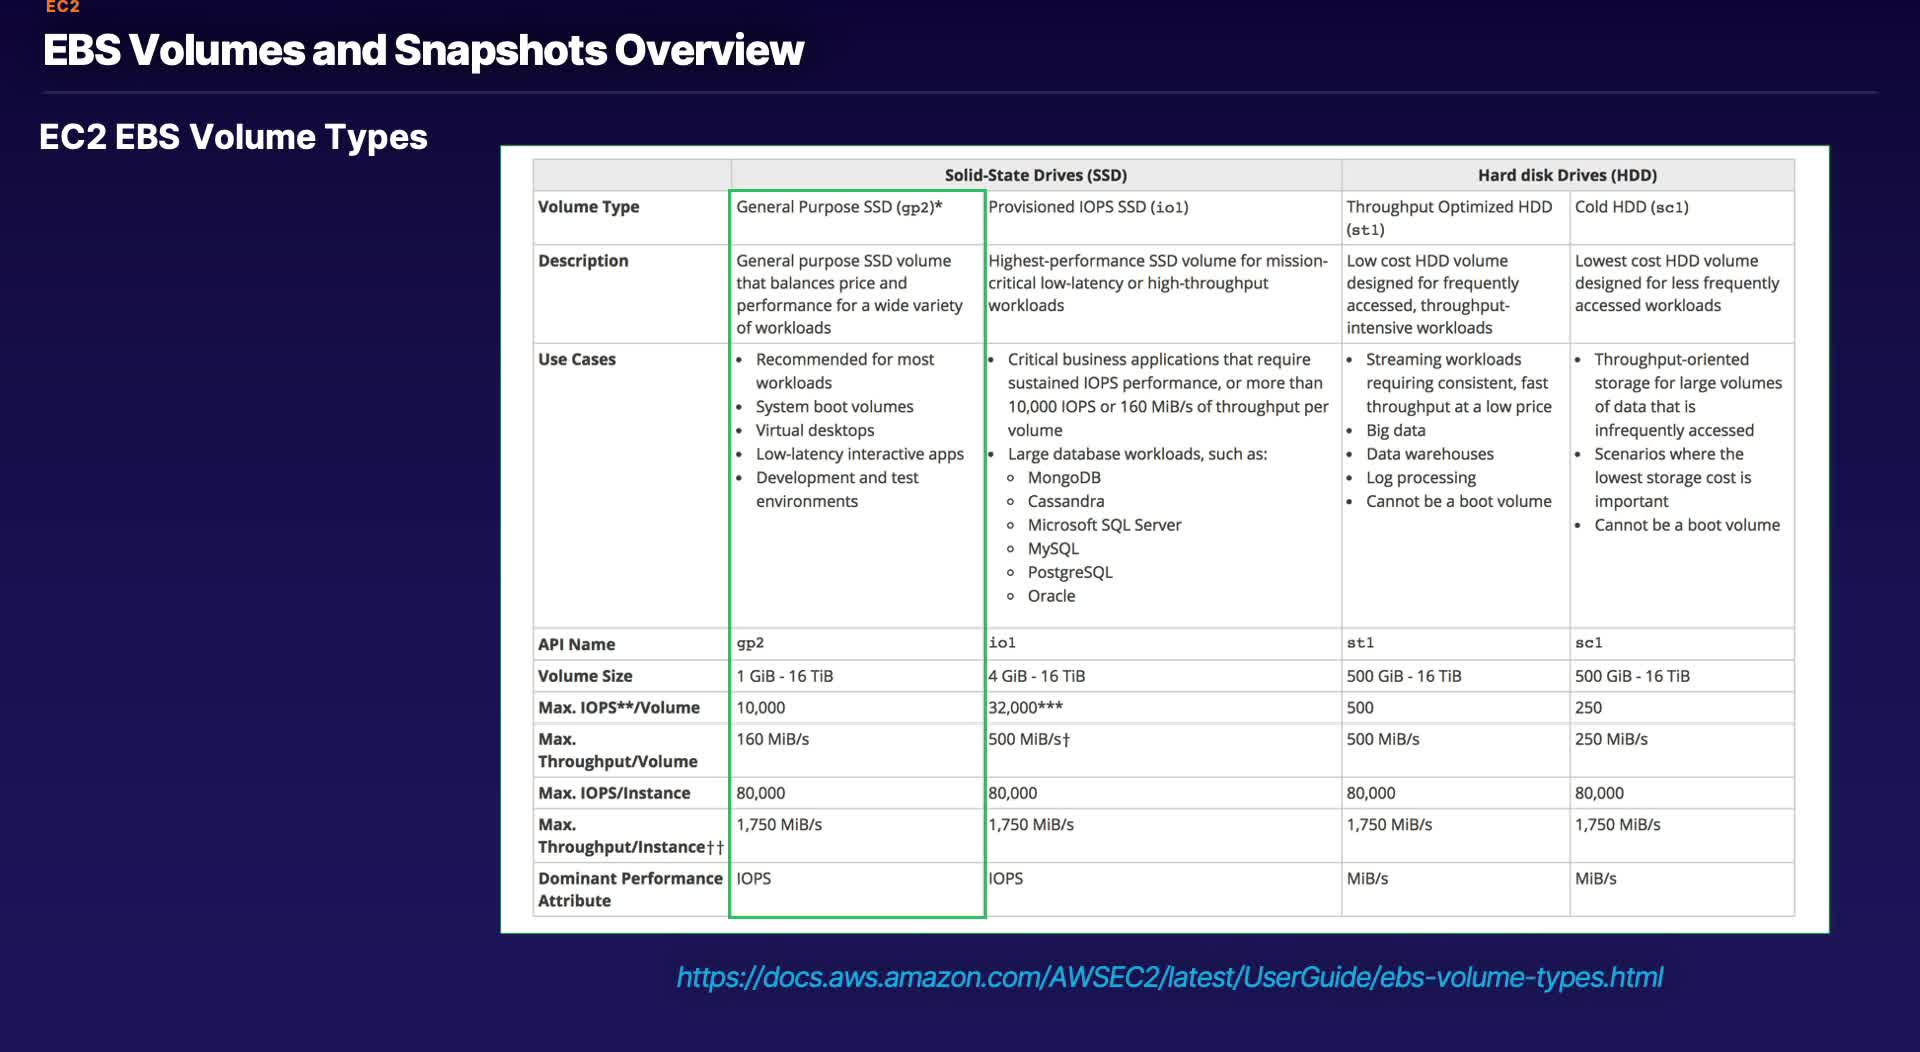 EC2
EBS Volumes and Snapshots Overview
EC2 EBS Volume Types
Solid-State Drives (SSD)
Hard disk Drives (HDD)
Volume Type
General Purpose SSD (gp2)*
Provisioned IOPS SSD (io1)
Throughput Optimized HDD
(st1)
Cold HDD (sc1)
Description
General purpose SSD volume
that balances price and
performance for a wide variety
of workloads
Highest-performance SSD volume for mission-
critical low-latency or high-throughput
workloads
Low cost HDD volume
designed for frequently
accessed, throughput-
intensive workloads
Lowest cost HDD volume
designed for less frequently
accessed workloads
Use Cases
• Recommended for most
workloads
• System boot volumes
• Virtual desktops
• Low-latency interactive apps
• Development and test
environments
• Critical business applications that require
sustained IOPS performance, or more than
10,000 IOPS or 160 MiB/s of throughput per
volume
• Large database workloads, such as:
○ MongoDB
○ Cassandra
○ Microsoft SQL Server
○ MySQL
○ PostgreSQL
○ Oracle
• Streaming workloads
requiring consistent, fast
throughput at a low price
• Big data
• Data warehouses
• Log processing
• Cannot be a boot volume
• Throughput-oriented
storage for large volumes
of data that is
infrequently accessed
• Scenarios where the
lowest storage cost is
important
• Cannot be a boot volume
API Name
gp2
io1
st1
sc1
Volume Size
1 GiB - 16 TiB
4 GiB - 16 TiB
500 GiB - 16 TiB
500 GiB - 16 TiB
Max. IOPS**/Volume
10,000
32,000***
500
250
Max.
Throughput/Volume
160 MiB/s
500 MiB/s†
500 MiB/s
250 MiB/s
Max. IOPS/Instance
80,000
80,000
80,000
80,000
Max.
Throughput/Instance††
1,750 MiB/s
1,750 MiB/s
1,750 MiB/s
1,750 MiB/s
Dominant Performance
Attribute
IOPS
IOPS
MiB/s
MiB/s
https://docs.aws.amazon.com/AWSEC2/latest/UserGuide/ebs-volume-types.html